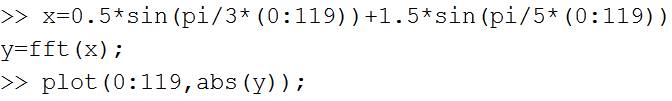 >> x=0.5*sin(pi/3*(0:119))+1.5*sin(pi/5*(0:119))
y=fft(x);
>> plot(0:119,abs(y));